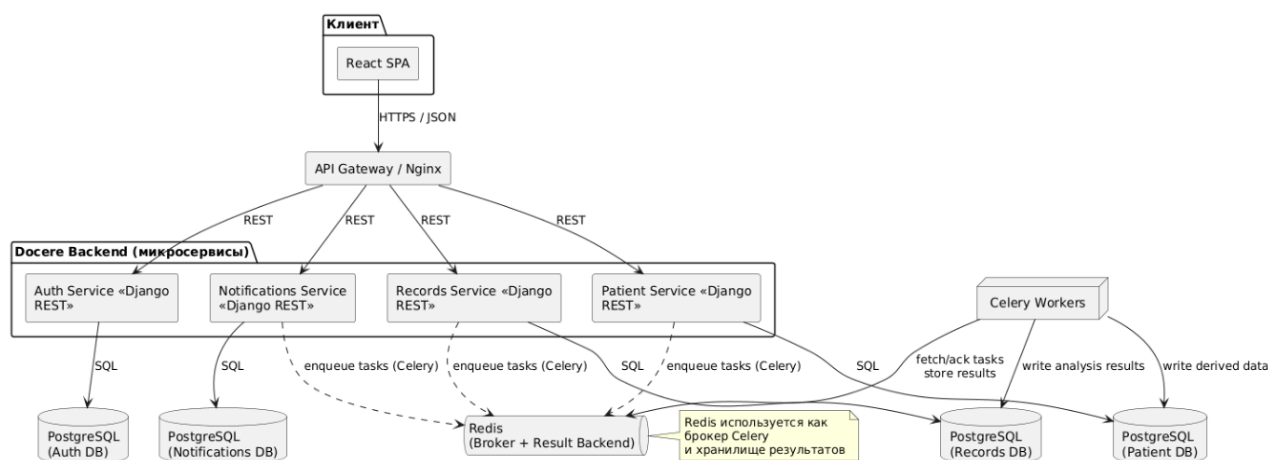 Клиент
React SPA
HTTPS / JSON
API Gateway / Nginx
REST
REST
REST
REST
Docere Backend (микросервисы)
Auth Service «Django
REST»
Notifications Service
«Django REST»
Records Service «Django
REST»
Patient Service «Django
REST»
Celery Workers
SQL
SQL
enqueue tasks (Celery)
enqueue tasks (Celery)
SQL
enqueue tasks (Celery)
SQL
fetch/ack tasks
store results
write analysis results
write derived data
PostgreSQL
(Auth DB)
PostgreSQL
(Notifications DB)
Redis
(Broker + Result Backend)
Redis используется как
брокер Celery
и хранилище результатов
PostgreSQL
(Records DB)
PostgreSQL
(Patient DB)